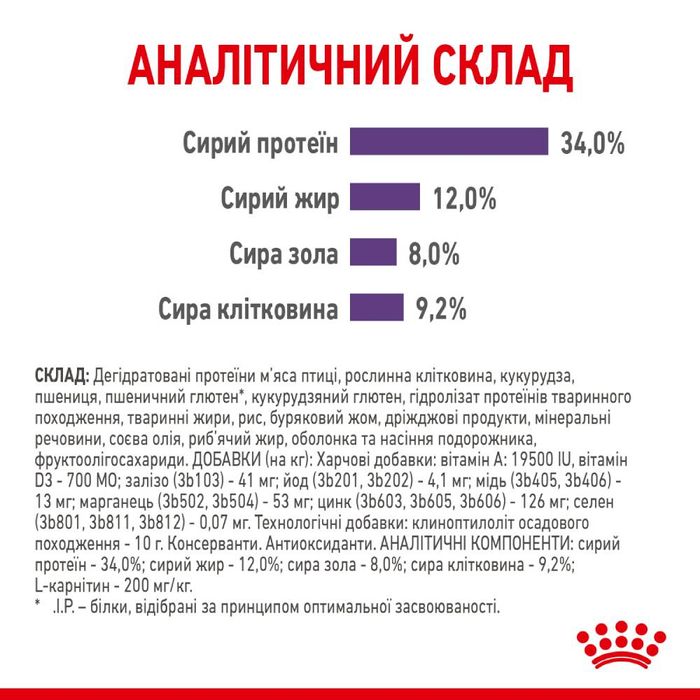 АНАЛІТИЧНИЙ СКЛАД
Сирий протеїн 34,0%
Сирий жир 12,0%
Сира зола 8,0%
Сира клітковина 9,2%
СКЛАД: Дегідратовані протеїни м’яса птиці, рослинна клітковина, кукурудза,
пшениця, пшеничний глютен*, кукурудзяний глютен, гідролізат протеїнів тваринного
походження, тваринні жири, рис, буряковий жом, дріжджові продукти, мінеральні
речовини, соєва олія, риб’ячий жир, оболонка та насіння подорожника,
фруктоолігосахариди. ДОБАВКИ (на кг): Харчові добавки: вітамін А: 19500 IU, вітамін
D3 - 700 МО; залізо (3b103) - 41 мг; йод (3b201, 3b202) - 4,1 мг; мідь (3b405, 3b406) -
13 мг; марганець (3b502, 3b504) - 53 мг; цинк (3b603, 3b605, 3b606) - 126 мг; селен
(3b801, 3b811, 3b812) - 0,07 мг. Технологічні добавки: клиноптилоліт осадового
походження - 10 г. Консерванти. Антиоксиданти. АНАЛІТИЧНІ КОМПОНЕНТИ: сирий
протеїн - 34,0%; сирий жир - 12,0%; сира зола - 8,0%; сира клітковина - 9,2%;
L-карнітин - 200 мг/кг.
* .I.P. – білки, відібрані за принципом оптимальної засвоюваності.